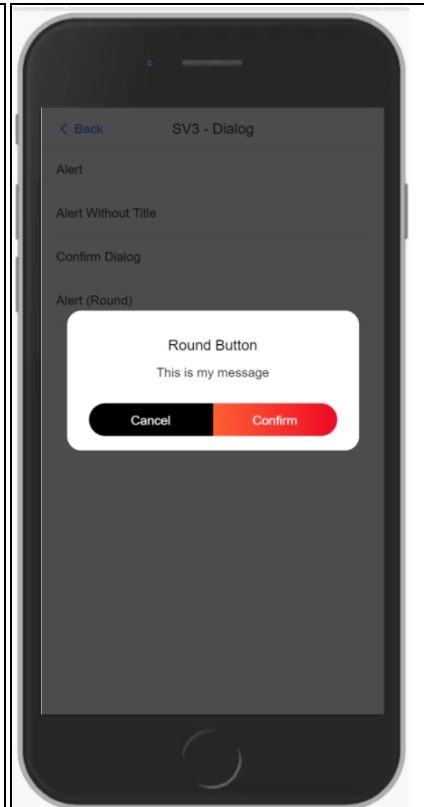 Back SV3 - Dialog
Alert
Alert Without Title
Confirm Dialog
Alert (Round)
Round Button
This is my message
Cancel Confirm